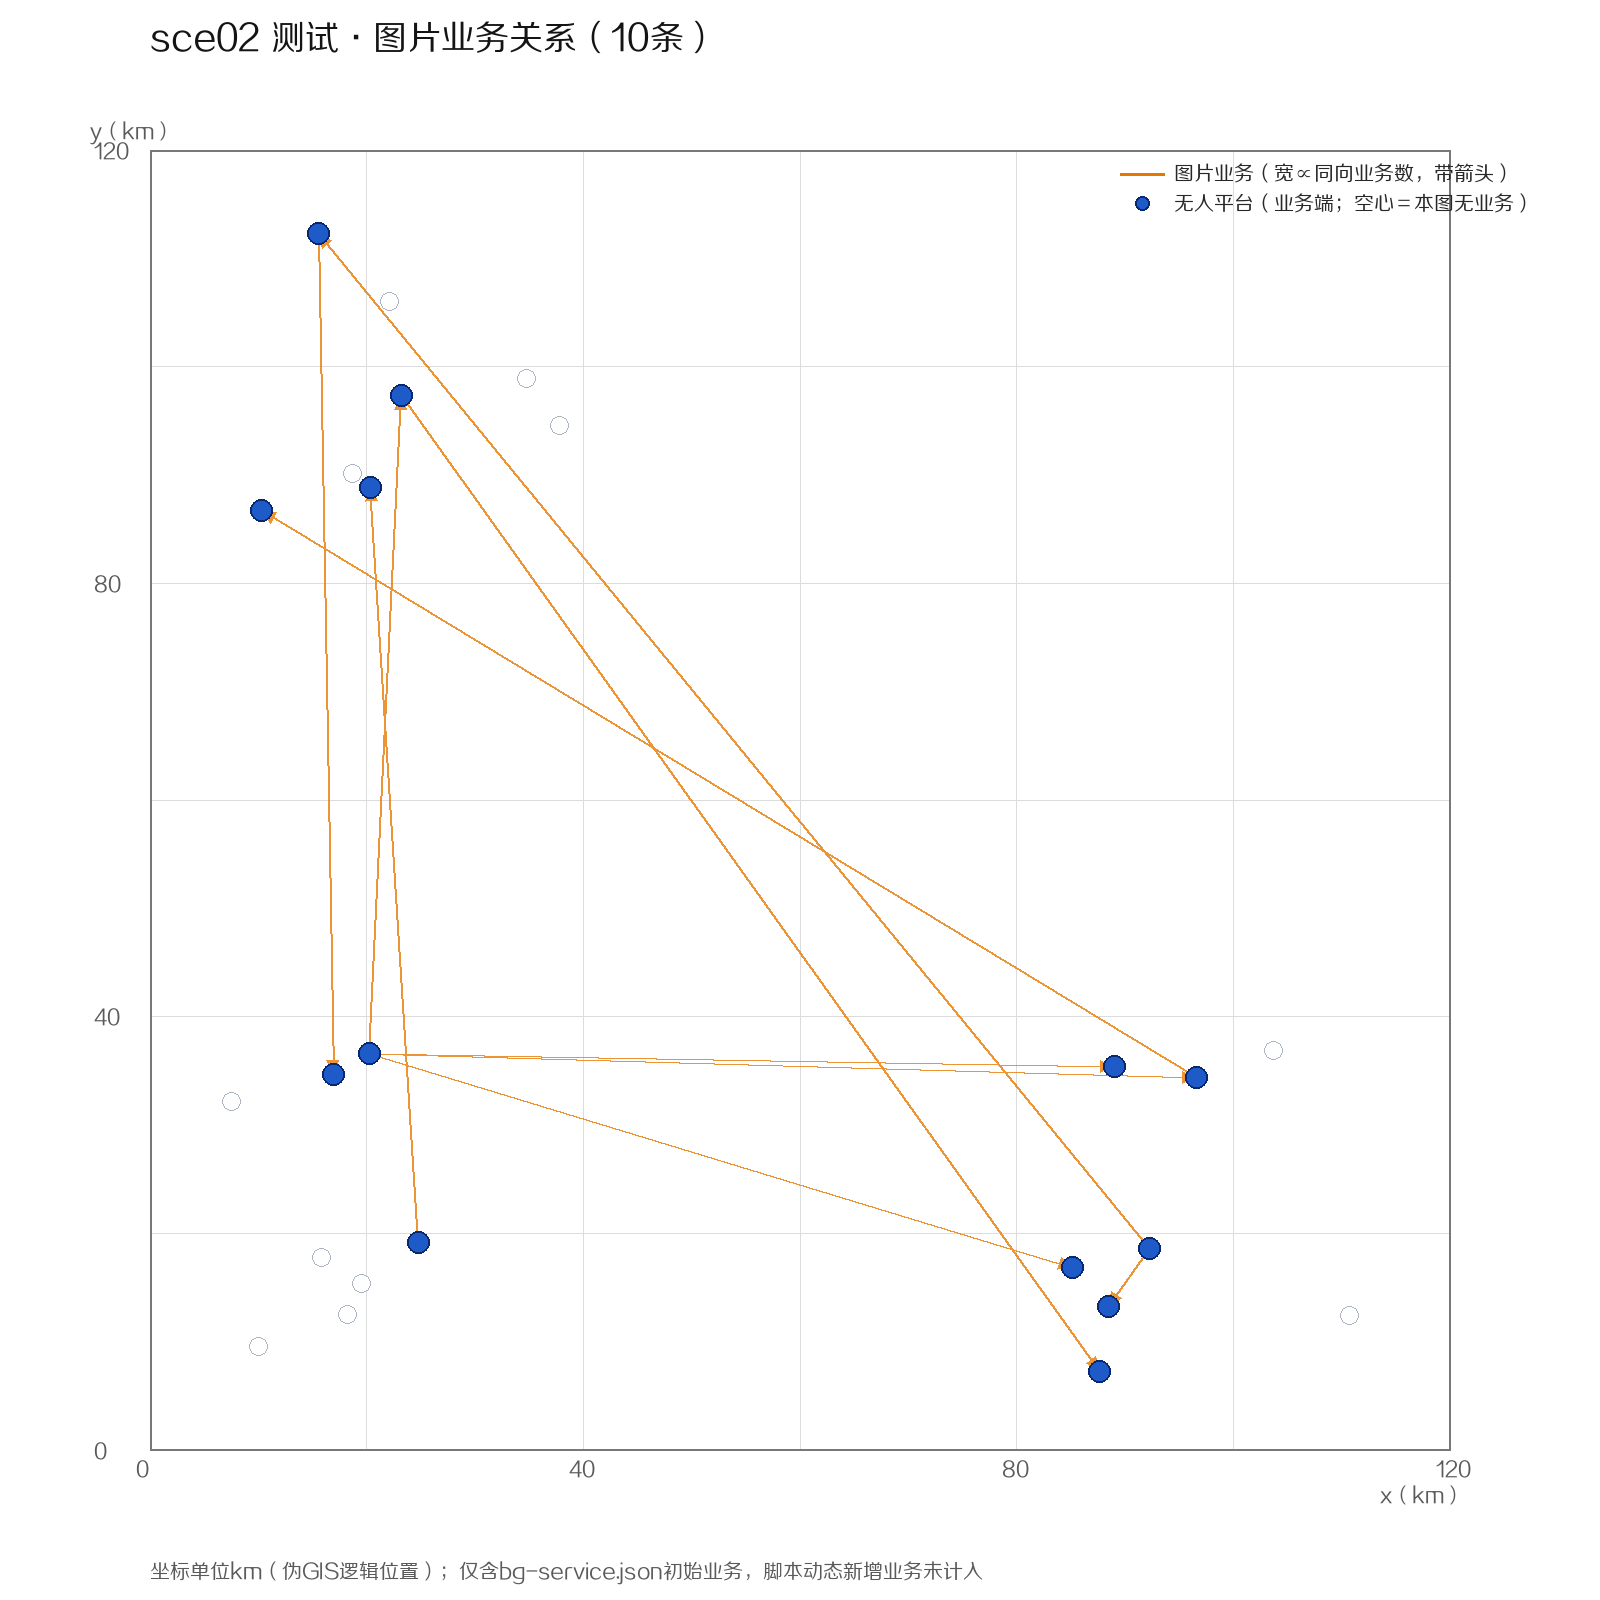 sce02 测试·图片业务关系（10条）
y（km）
120
图片业务（宽∝同向业务数，带箭头）
无人平台（业务端；空心＝本图无业务）
80
40
0
0 40 80 120
x（km）
坐标单位km（伪GIS逻辑位置）；仅含bg-service.json初始业务，脚本动态新增业务未计入